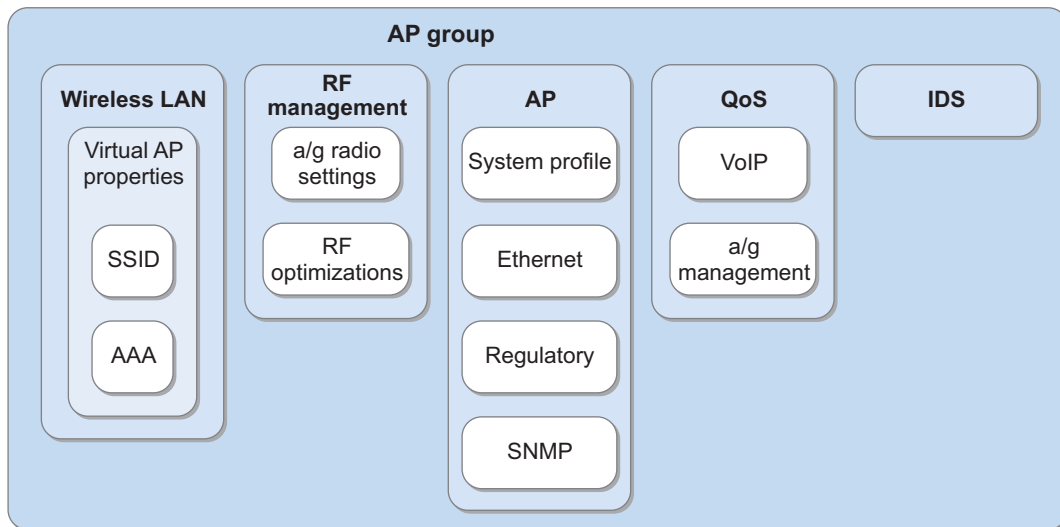 AP group
Wireless LAN
Virtual AP
properties
SSID
AAA
RF
management
a/g radio
settings
RF
optimizations
AP
System profile
Ethernet
Regulatory
SNMP
QoS
VoIP
a/g
management
IDS